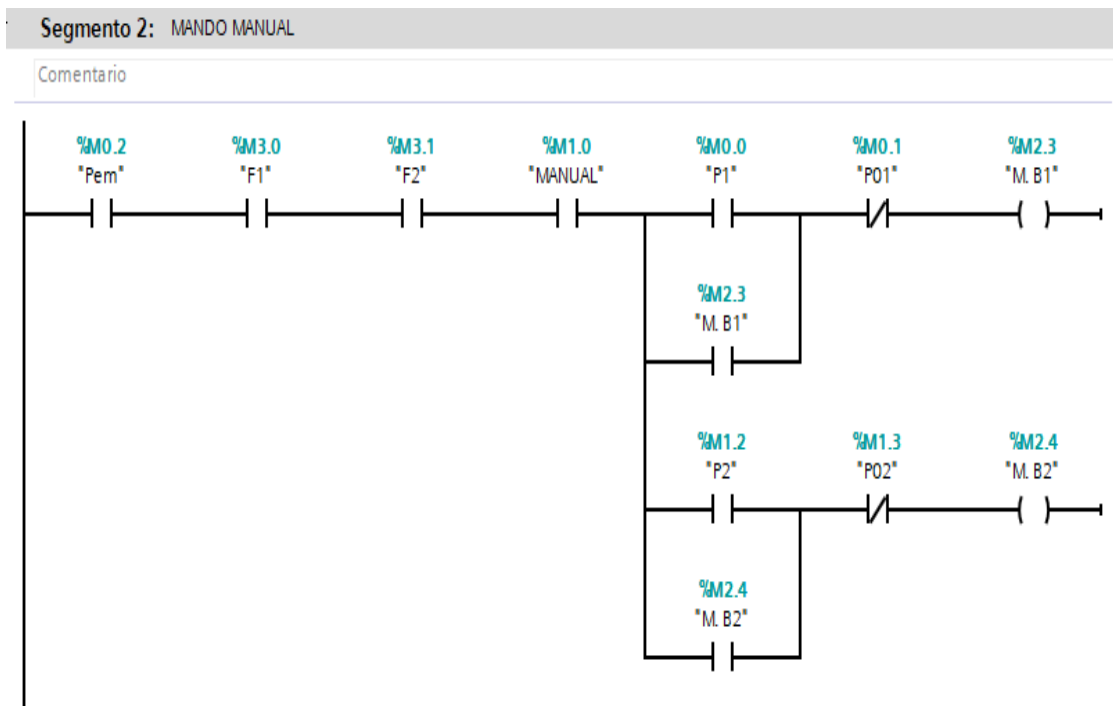 Segmento 2: MANDO MANUAL
Comentario
%M0.2 %M3.0 %M3.1 %M1.0 %M0.0 %M0.1 %M2.3
"Pem" "F1" "F2" "MANUAL" "P1" "P01" "M. B1"
%M2.3
"M. B1"
%M1.2 %M1.3 %M2.4
"P2" "P02" "M. B2"
%M2.4
"M. B2"